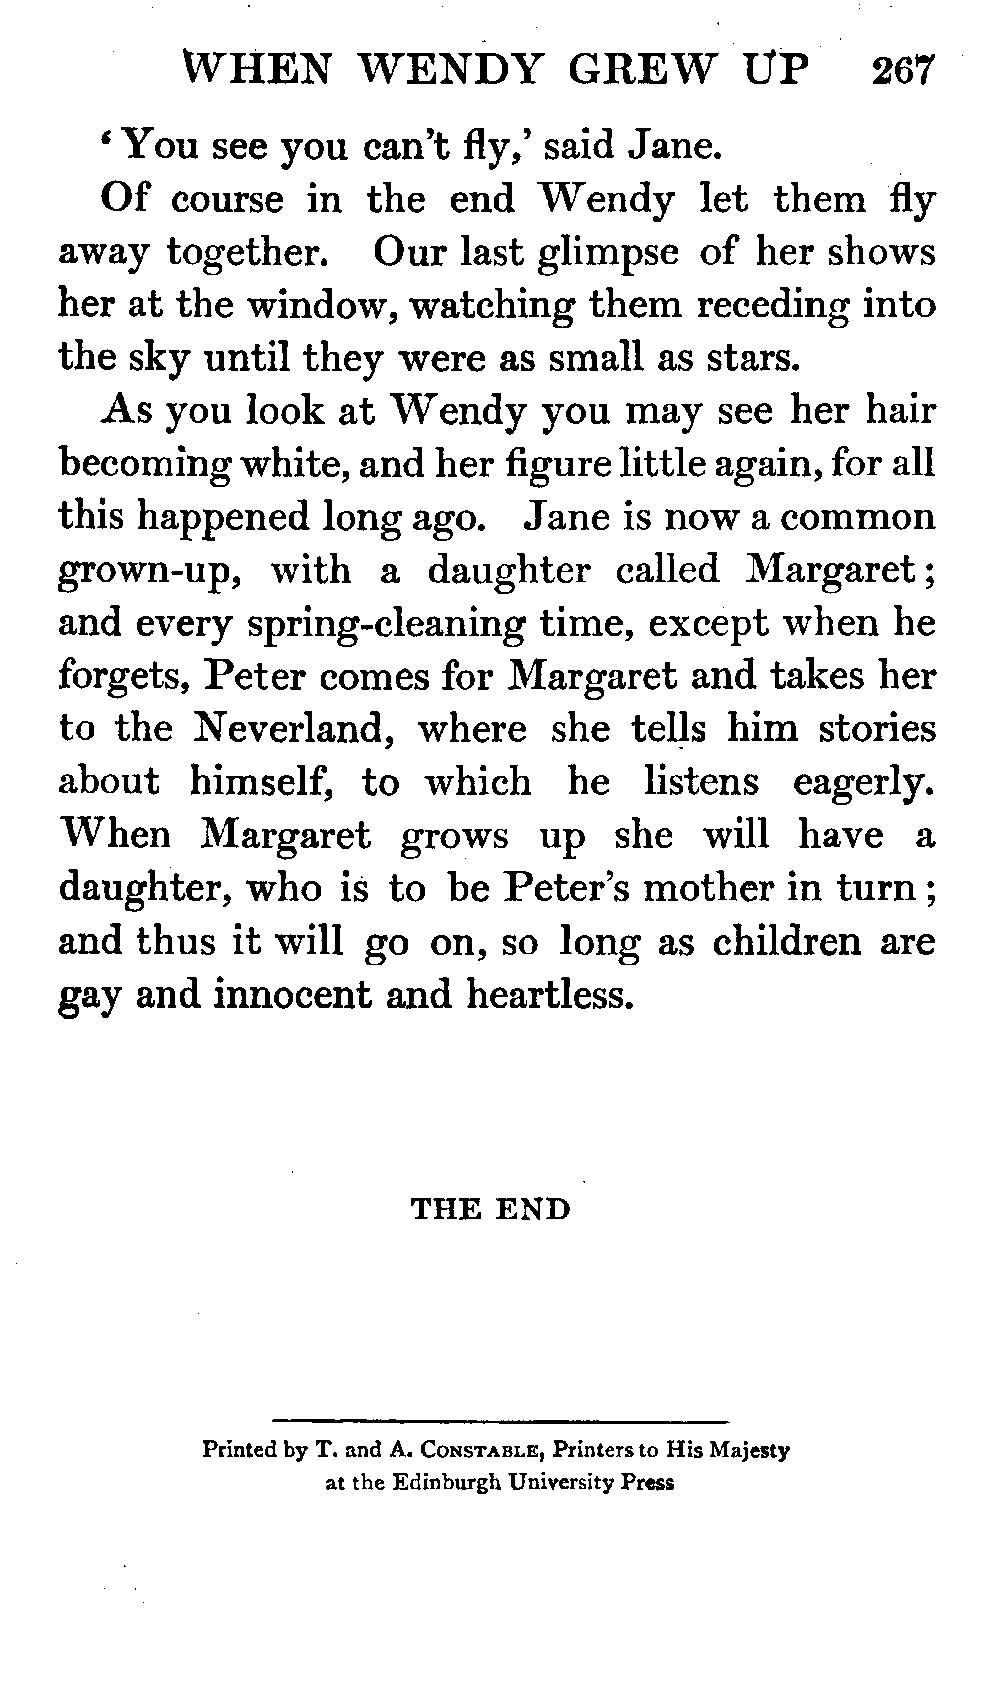 WHEN WENDY GREW UP 267
‘You see you can't fly,’ said Jane.
Of course in the end Wendy let them fly
away together. Our last glimpse of her shows
her at the window, watching them receding into
the sky until they were as small as stars.
As you look at Wendy you may see her hair
becoming white, and her figure little again, for all
this happened long ago. Jane is now a common
grown-up, with a daughter called Margaret;
and every spring-cleaning time, except when he
forgets, Peter comes for Margaret and takes her
to the Neverland, where she tells him stories
about himself, to which he listens eagerly.
When Margaret grows up she will have a
daughter, who is to be Peter's mother in turn;
and thus it will go on, so long as children are
gay and innocent and heartless.
THE END
Printed by T. and A. CONSTABLE, Printers to His Majesty
at the Edinburgh University Press